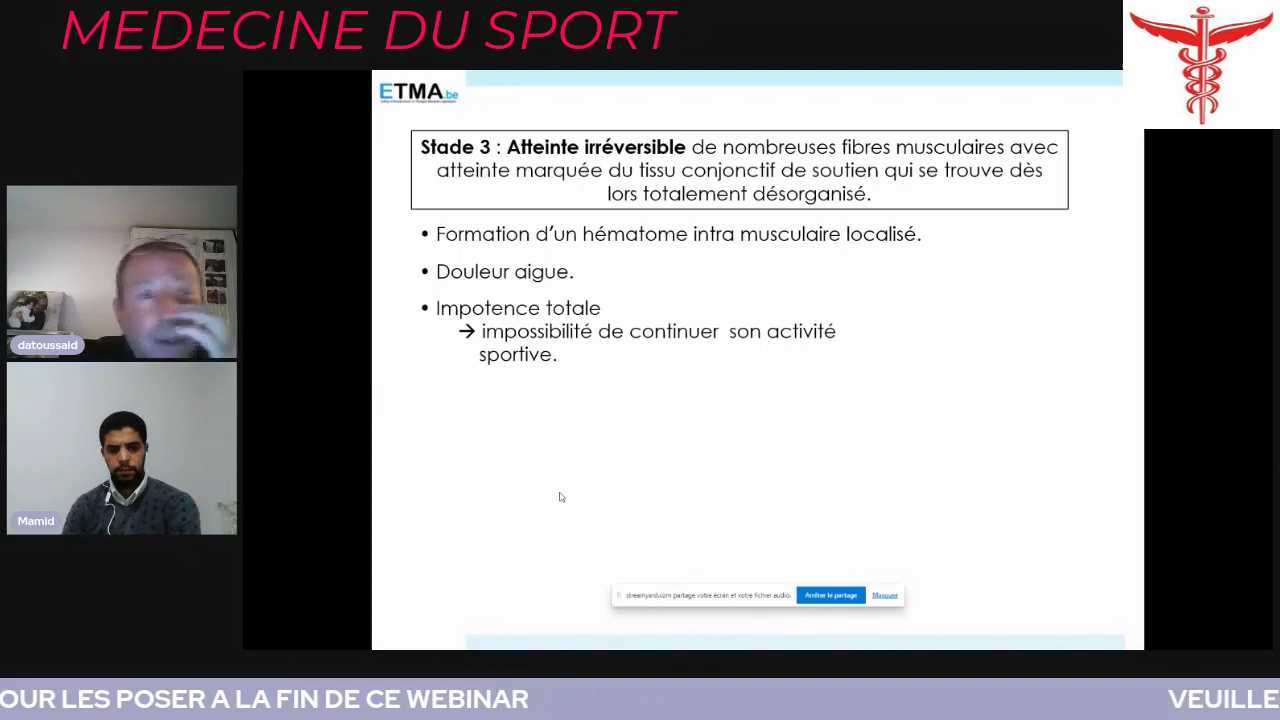 MEDECINE DU SPORT
ETMA.be
Stade 3 : Atteinte irréversible de nombreuses fibres musculaires avec
atteinte marquée du tissu conjonctif de soutien qui se trouve dès
lors totalement désorganisé.
• Formation d’un hématome intra musculaire localisé.
• Douleur aigue.
• Impotence totale
→ impossibilité de continuer son activité
sportive.
datoussaid
Mamid
streamyard.com partage votre écran et votre fichier audio.
Arrêter le partage
Masquer
OUR LES POSER A LA FIN DE CE WEBINAR
VEUILLE